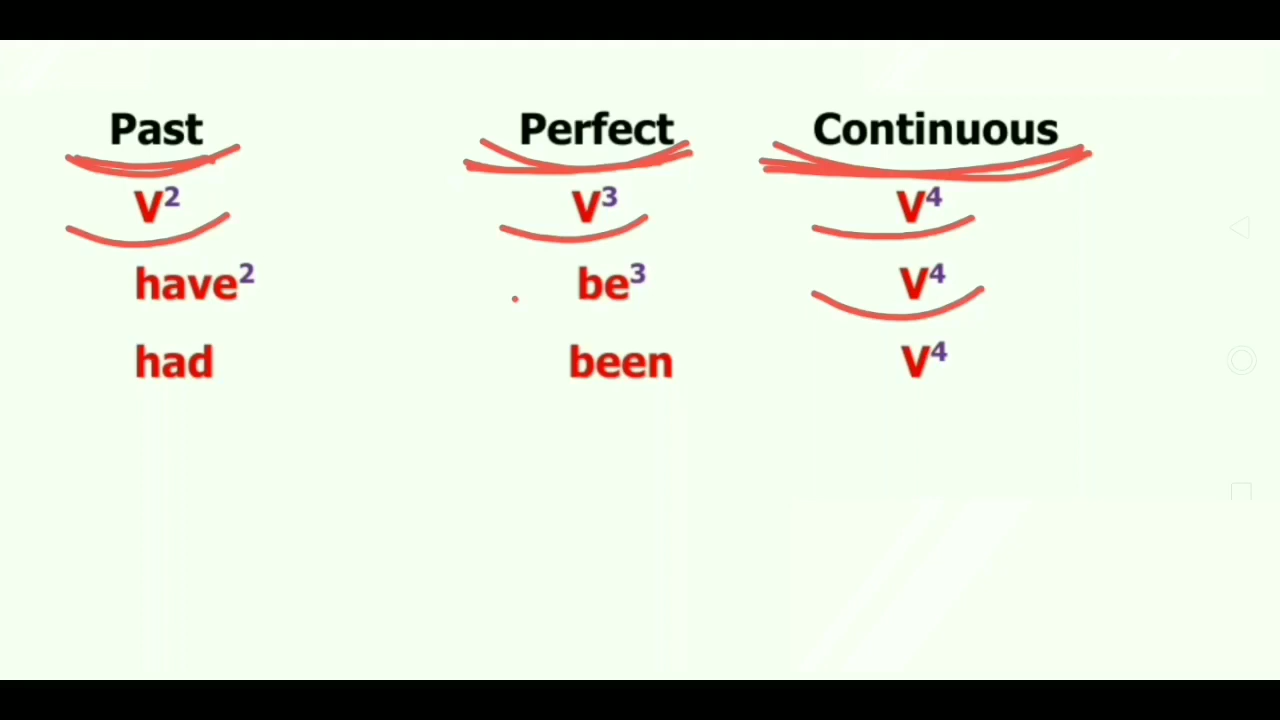 Past Perfect Continuous
V² V³ V⁴
have² be³ V⁴
had been V⁴